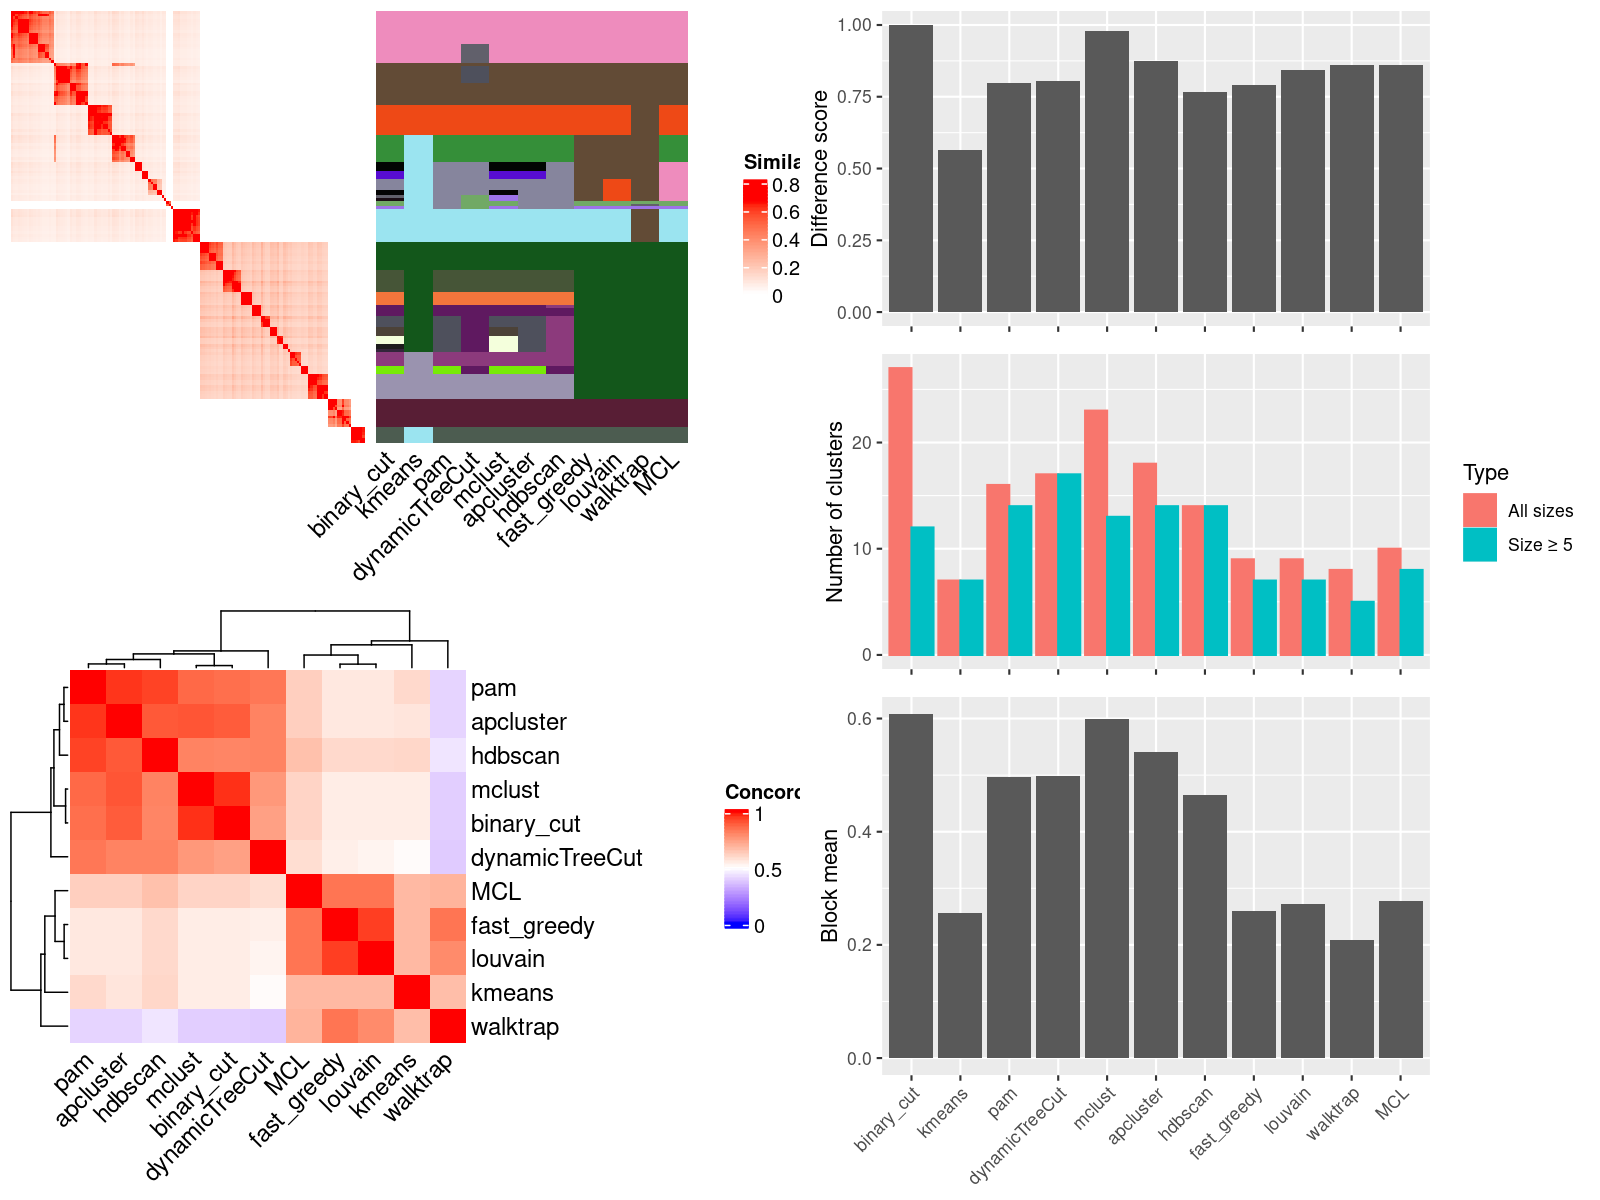 Simila
0.8
0.6
0.4
0.2
0
binary_cut
kmeans
pam
dynamicTreeCut
mclust
apcluster
hdbscan
fast_greedy
louvain
walktrap
MCL
pam
apcluster
hdbscan
mclust
binary_cut
dynamicTreeCut
MCL
fast_greedy
louvain
kmeans
walktrap
pam
apcluster
hdbscan
mclust
binary_cut
dynamicTreeCut
MCL
fast_greedy
louvain
kmeans
walktrap
Concord
1
0.5
0
Difference score
1.00
0.75
0.50
0.25
0.00
Number of clusters
20
10
0
Type
All sizes
Size ≥ 5
Block mean
0.6
0.4
0.2
0.0
binary_cut
kmeans
pam
dynamicTreeCut
mclust
apcluster
hdbscan
fast_greedy
louvain
walktrap
MCL